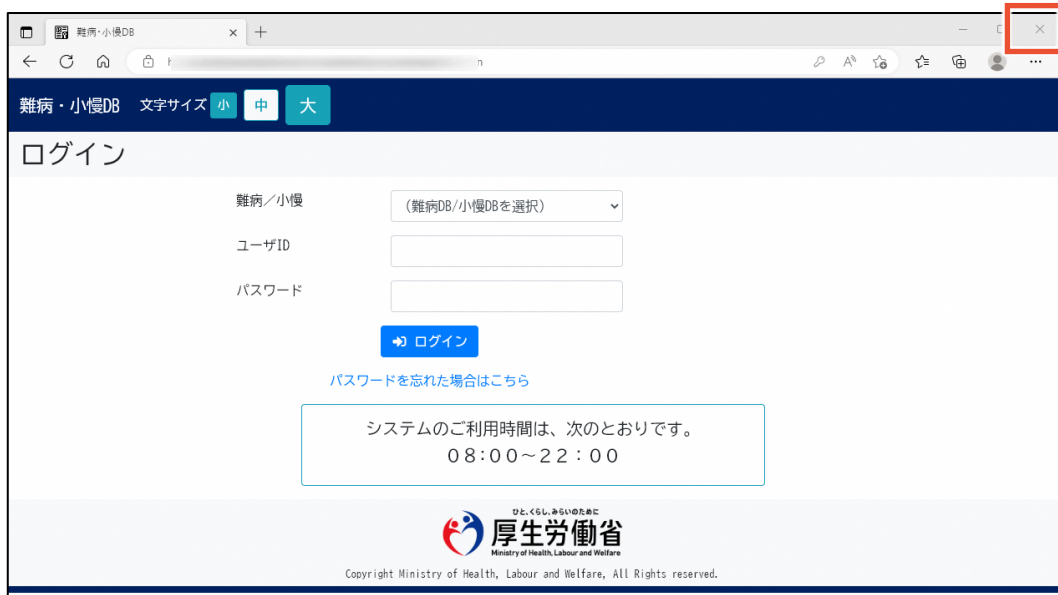 難病・小慢DB
難病・小慢DB 文字サイズ 小 中 大
ログイン
難病／小慢 (難病DB/小慢DBを選択)
ユーザID
パスワード
ログイン
パスワードを忘れた場合はこちら
システムのご利用時間は、次のとおりです。
０８:００～２２：００
ひと、くらし、みらいのために
厚生労働省
Ministry of Health, Labour and Welfare
Copyright Ministry of Health, Labour and Welfare, All Rights reserved.